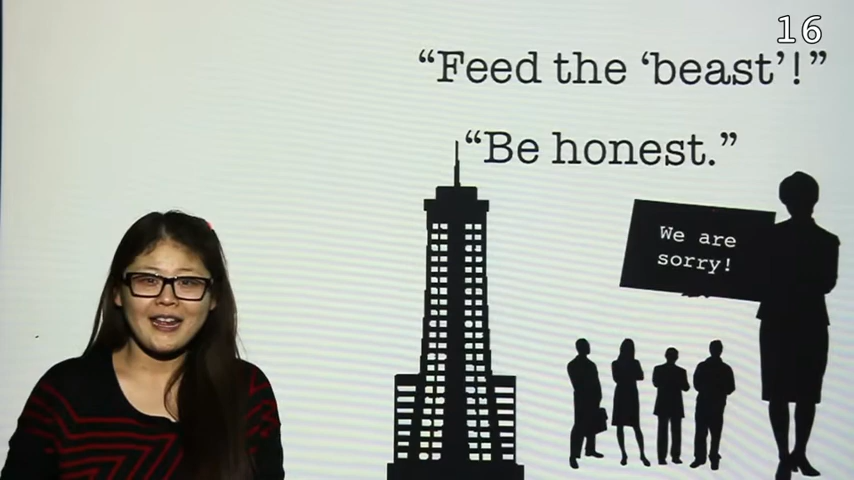 16
“Feed the ‘beast’!”
“Be honest.”
We are
sorry!